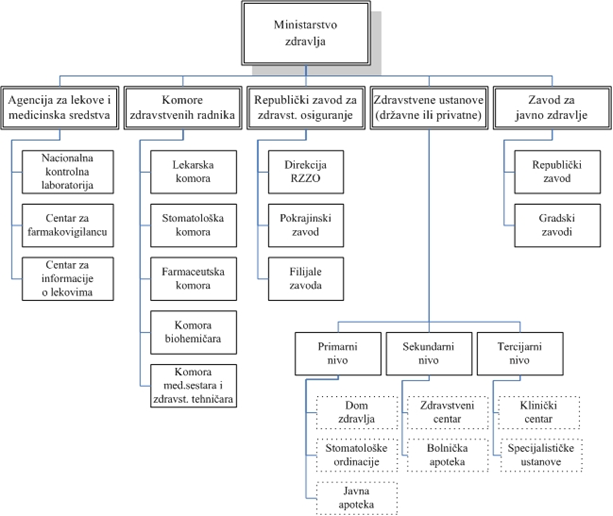 Ministarstvo
zdravlja
Agencija za lekove i
medicinska sredstva
Komore
zdravstvenih radnika
Republički zavod za
zdravst. osiguranje
Zdravstvene ustanove
(državne ili privatne)
Zavod za
javno zdravlje
Nacionalna
kontrolna
laboratorija
Centar za
farmakovigilancu
Centar za
informacije
o lekovima
Lekarska
komora
Stomatološka
komora
Farmaceutska
komora
Komora
biohemičara
Komora
med.sestara i
zdravst. tehničara
Direkcija
RZZO
Pokrajinski
zavod
Filijale
zavoda
Primarni
nivo
Dom
zdravlja
Stomatološke
ordinacije
Javna
apoteka
Sekundarni
nivo
Zdravstveni
centar
Bolnička
apoteka
Tercijarni
nivo
Klinički
centar
Specijalističke
ustanove
Republički
zavod
Gradski
zavodi